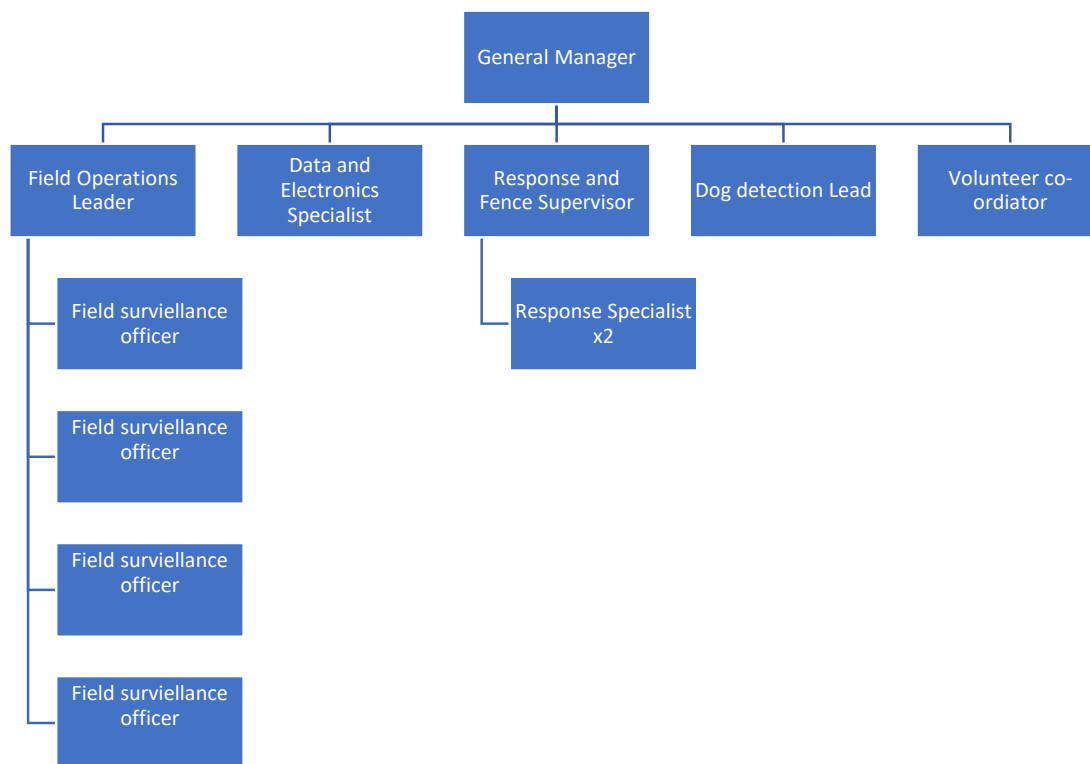 General Manager
Field Operations
Leader
Data and
Electronics
Specialist
Response and
Fence Supervisor
Dog detection Lead
Volunteer co-
ordiator
Field surviellance
officer
Response Specialist
x2
Field surviellance
officer
Field surviellance
officer
Field surviellance
officer